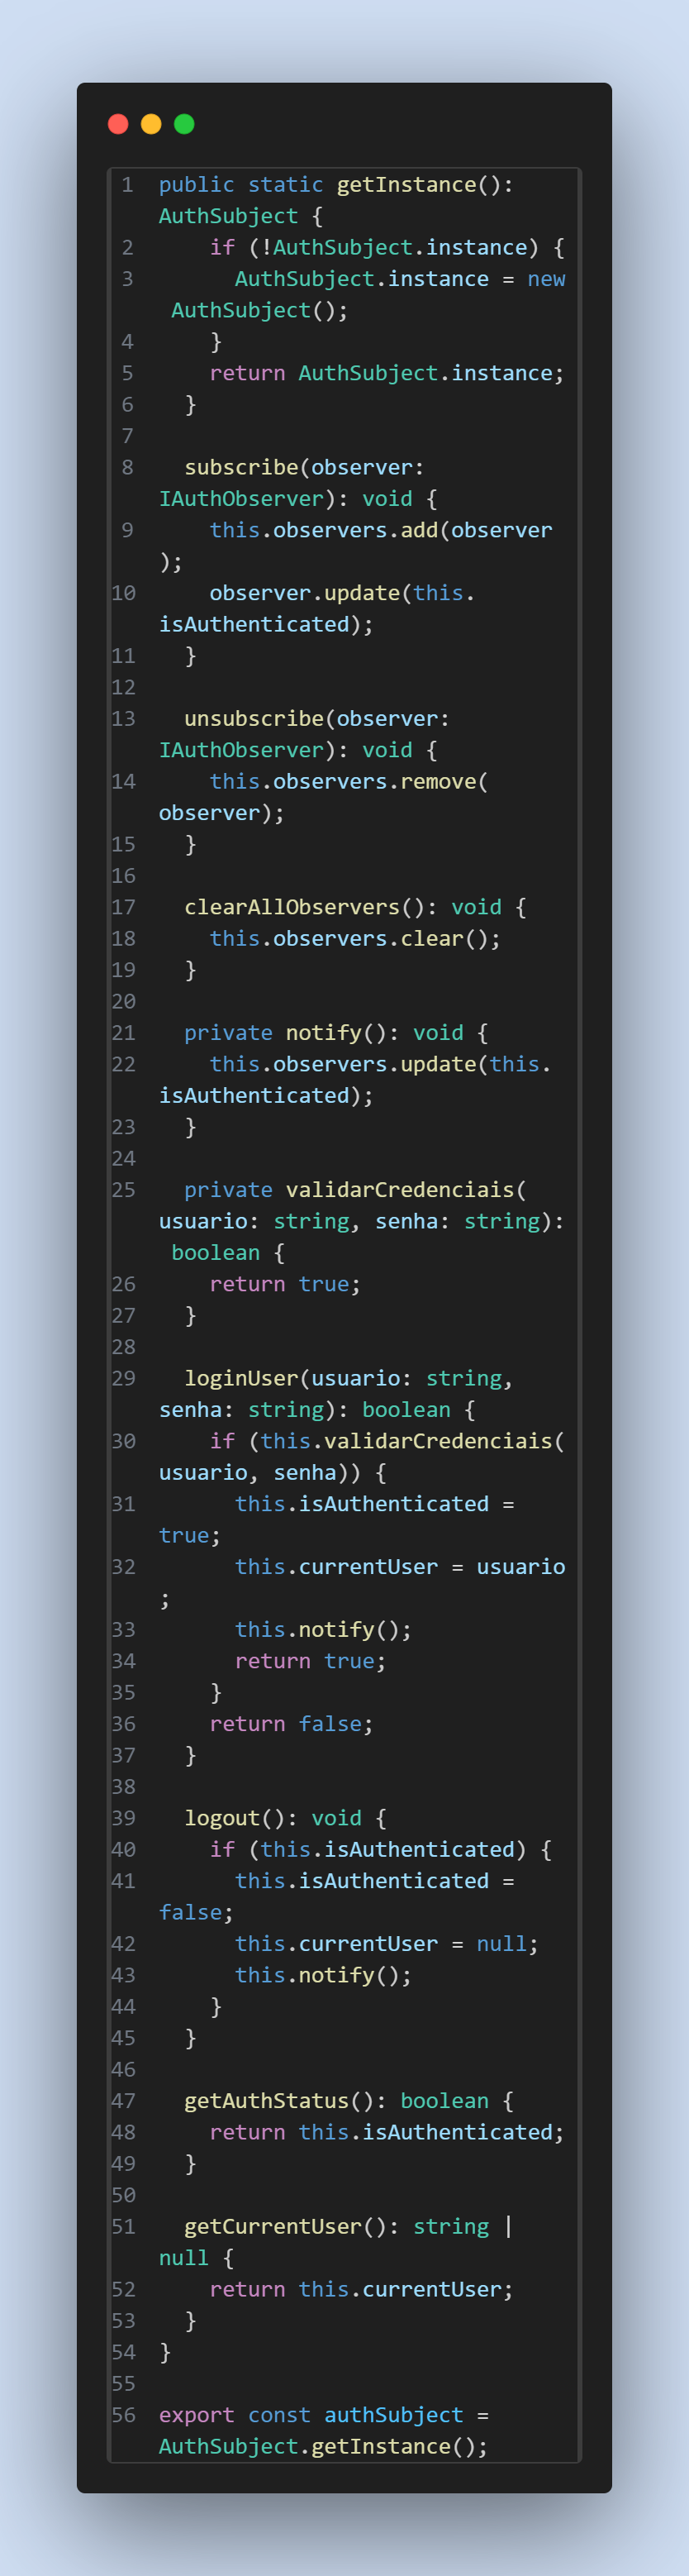 1 public static getInstance():
AuthSubject {
2     if (!AuthSubject.instance) {
3       AuthSubject.instance = new
 AuthSubject();
4     }
5     return AuthSubject.instance;
6   }
7
8   subscribe(observer:
IAuthObserver): void {
9     this.observers.add(observer
);
10     observer.update(this.
isAuthenticated);
11   }
12
13   unsubscribe(observer:
IAuthObserver): void {
14     this.observers.remove(
observer);
15   }
16
17   clearAllObservers(): void {
18     this.observers.clear();
19   }
20
21   private notify(): void {
22     this.observers.update(this.
isAuthenticated);
23   }
24
25   private validarCredenciais(
usuario: string, senha: string):
 boolean {
26     return true;
27   }
28
29   loginUser(usuario: string,
senha: string): boolean {
30     if (this.validarCredenciais(
usuario, senha)) {
31       this.isAuthenticated =
true;
32       this.currentUser = usuario
;
33       this.notify();
34       return true;
35     }
36     return false;
37   }
38
39   logout(): void {
40     if (this.isAuthenticated) {
41       this.isAuthenticated =
false;
42       this.currentUser = null;
43       this.notify();
44     }
45   }
46
47   getAuthStatus(): boolean {
48     return this.isAuthenticated;
49   }
50
51   getCurrentUser(): string |
null {
52     return this.currentUser;
53   }
54 }
55
56 export const authSubject =
AuthSubject.getInstance();